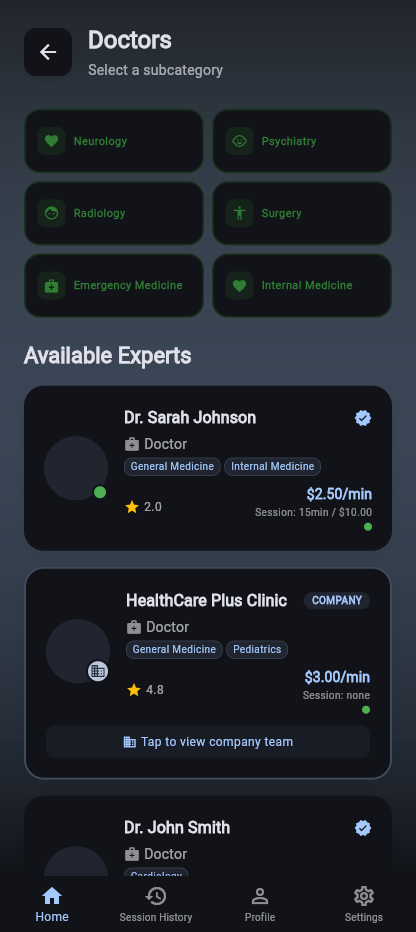 Doctors
Select a subcategory
Neurology
Psychiatry
Radiology
Surgery
Emergency Medicine
Internal Medicine
Available Experts
Dr. Sarah Johnson
Doctor
General Medicine
Internal Medicine
$2.50/min
2.0
Session: 15min / $10.00
HealthCare Plus Clinic
COMPANY
Doctor
General Medicine
Pediatrics
$3.00/min
4.8
Session: none
Tap to view company team
Dr. John Smith
Doctor
Cardiology
Home
Session History
Profile
Settings